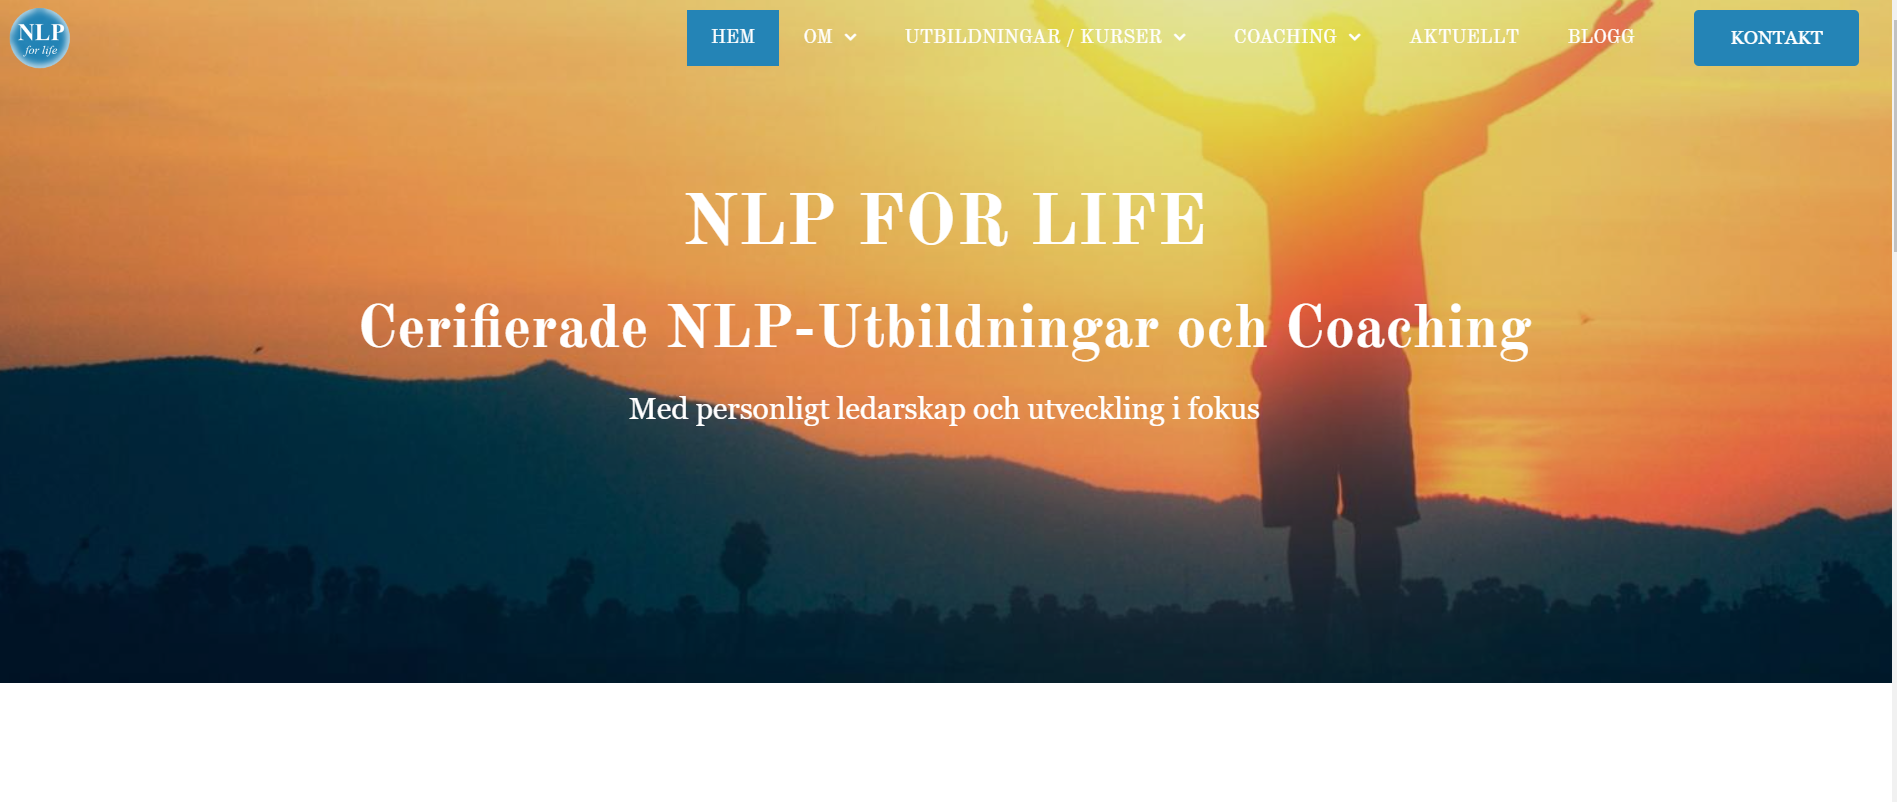 NLP
for life
HEM OM UTBILDNINGAR / KURSER COACHING AKTUELLT BLOGG KONTAKT
NLP FOR LIFE
Cerifierade NLP-Utbildningar och Coaching
Med personligt ledarskap och utveckling i fokus